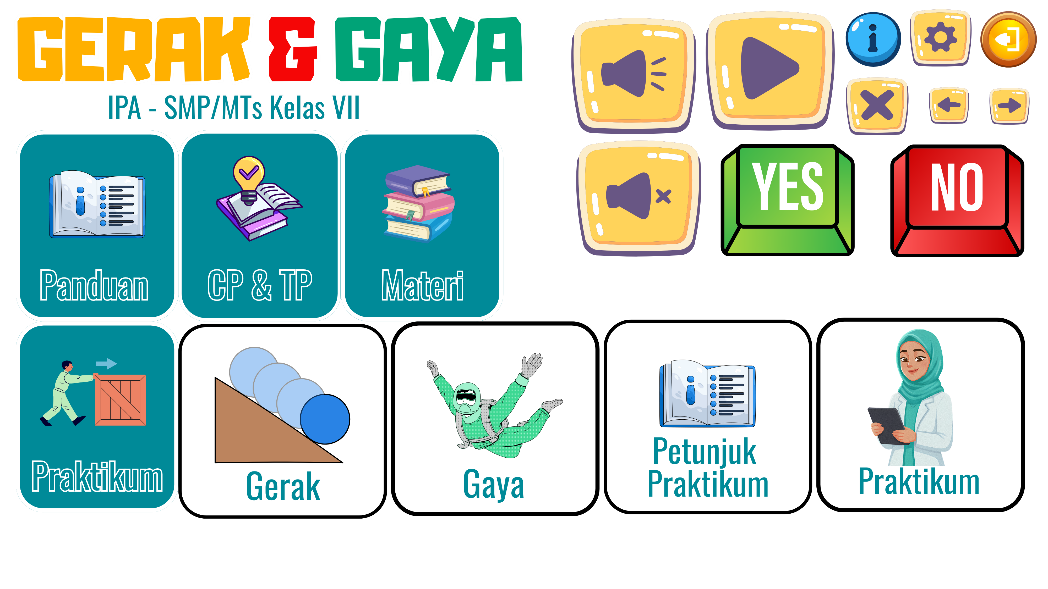 GERAK & GAYA
IPA - SMP/MTs Kelas VII
YES
NO
Panduan
CP & TP
Materi
Praktikum
Gerak
Gaya
Petunjuk
Praktikum
Praktikum